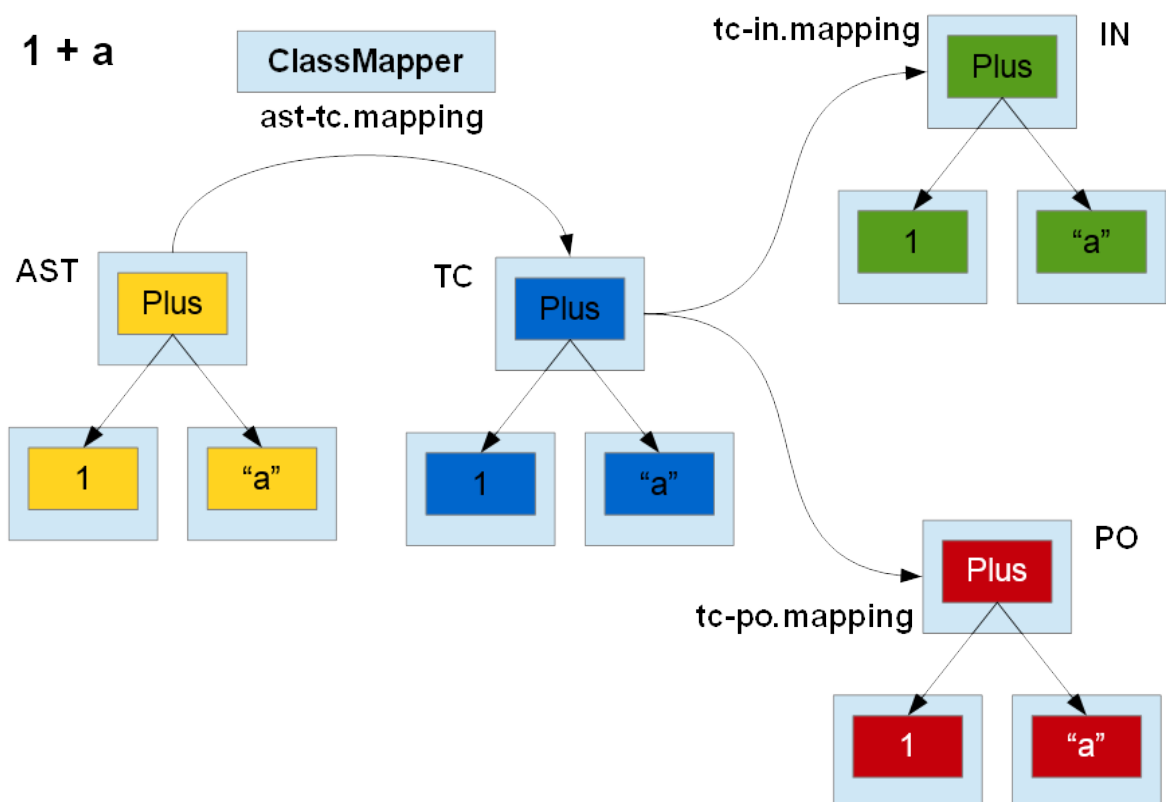 1 + a
ClassMapper
ast-tc.mapping
AST
Plus
1
“a”
TC
Plus
1
“a”
tc-in.mapping
IN
Plus
1
“a”
PO
Plus
tc-po.mapping
1
“a”